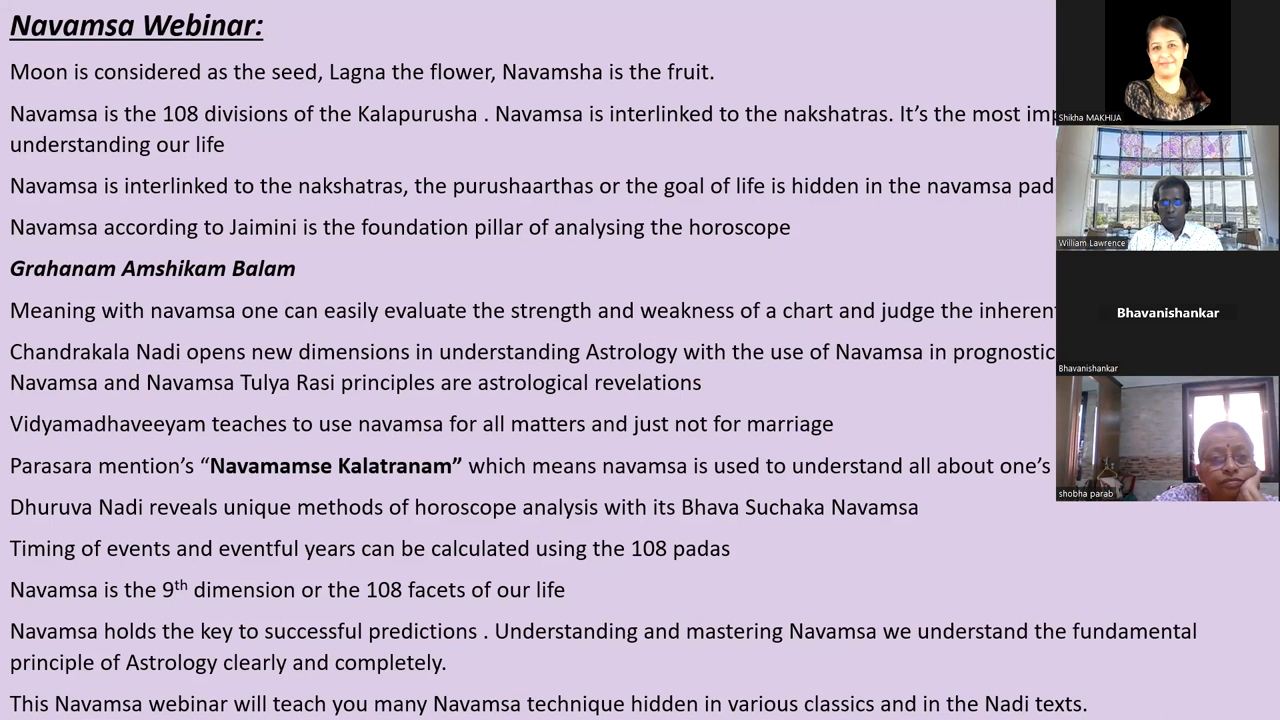 Navamsa Webinar:
Moon is considered as the seed, Lagna the flower, Navamsha is the fruit.
Navamsa is the 108 divisions of the Kalapurusha . Navamsa is interlinked to the nakshatras. It’s the most
understanding our life
Navamsa is interlinked to the nakshatras, the purushaarthas or the goal of life is hidden in the navamsa
Navamsa according to Jaimini is the foundation pillar of analysing the horoscope
Grahanam Amshikam Balam
Meaning with navamsa one can easily evaluate the strength and weakness of a chart and judge the
Chandrakala Nadi opens new dimensions in understanding Astrology with the use of Navamsa in
Navamsa and Navamsa Tulya Rasi principles are astrological revelations
Vidyamadhaveeyam teaches to use navamsa for all matters and just not for marriage
Parasara mention’s “Navamamse Kalatranam” which means navamsa is used to understand all about one’s
Dhuruva Nadi reveals unique methods of horoscope analysis with its Bhava Suchaka Navamsa
Timing of events and eventful years can be calculated using the 108 padas
Navamsa is the 9th dimension or the 108 facets of our life
Navamsa holds the key to successful predictions . Understanding and mastering Navamsa we understand the fundamental
principle of Astrology clearly and completely.
This Navamsa webinar will teach you many Navamsa technique hidden in various classics and in the Nadi texts.
Shikha MAKHIJA
William Lawrence
Bhavanishankar
Bhavanishankar
shobha parab